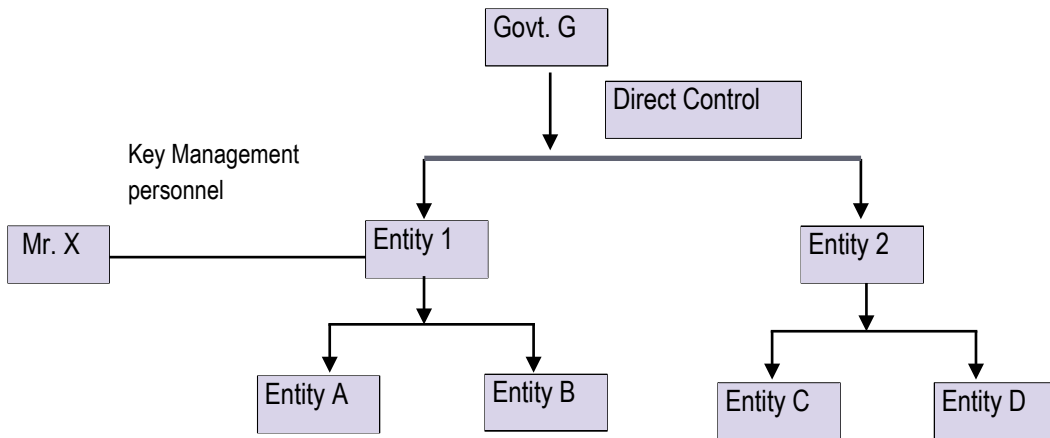 Govt. G
Direct Control
Key Management
personnel
Mr. X
Entity 1
Entity 2
Entity A
Entity B
Entity C
Entity D